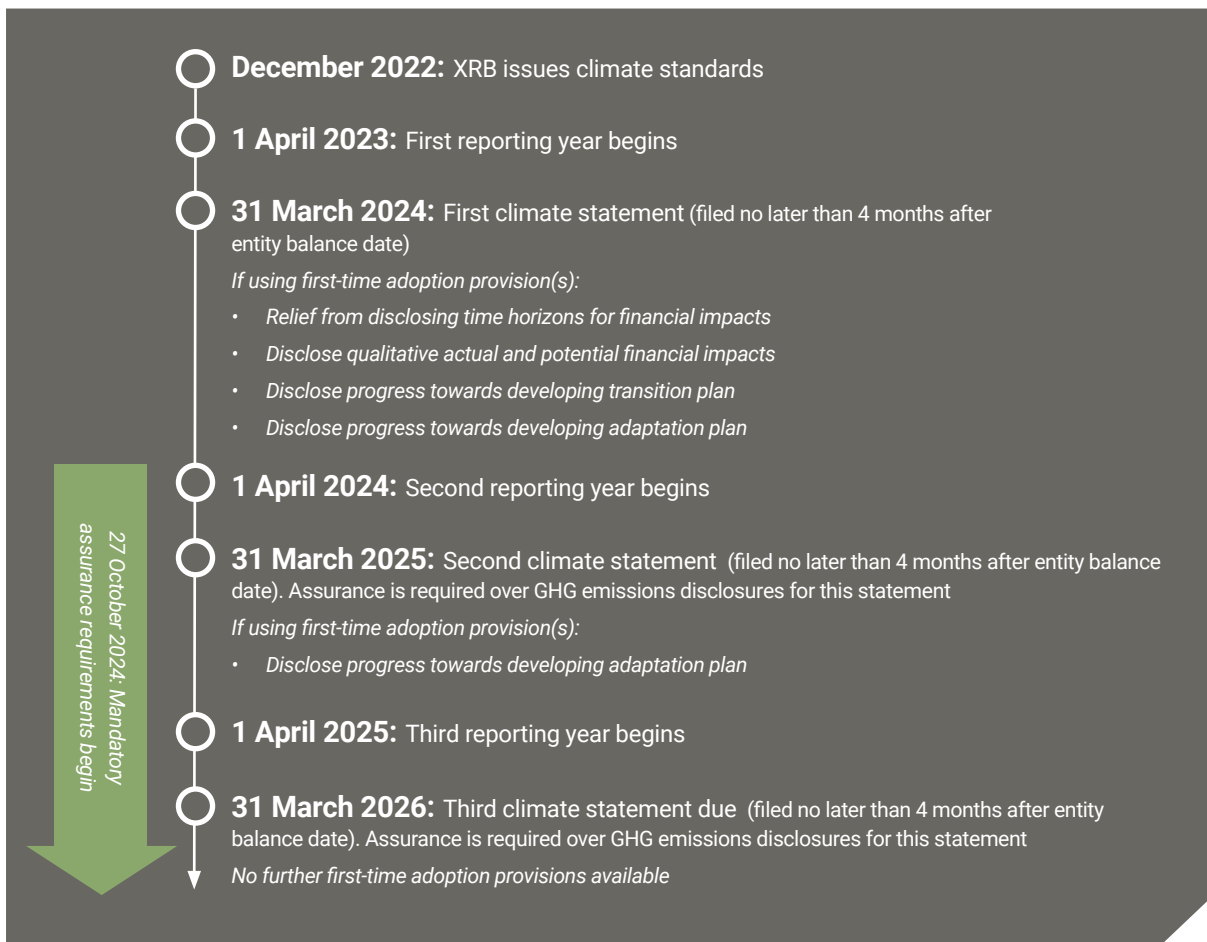 December 2022: XRB issues climate standards
1 April 2023: First reporting year begins
31 March 2024: First climate statement (filed no later than 4 months after
entity balance date)
If using first-time adoption provision(s):
• Relief from disclosing time horizons for financial impacts
• Disclose qualitative actual and potential financial impacts
• Disclose progress towards developing transition plan
• Disclose progress towards developing adaptation plan
1 April 2024: Second reporting year begins
27 October 2024: Mandatory
assurance requirements begin
31 March 2025: Second climate statement (filed no later than 4 months after entity balance
date). Assurance is required over GHG emissions disclosures for this statement
If using first-time adoption provision(s):
• Disclose progress towards developing adaptation plan
1 April 2025: Third reporting year begins
31 March 2026: Third climate statement due (filed no later than 4 months after entity
balance date). Assurance is required over GHG emissions disclosures for this statement
No further first-time adoption provisions available